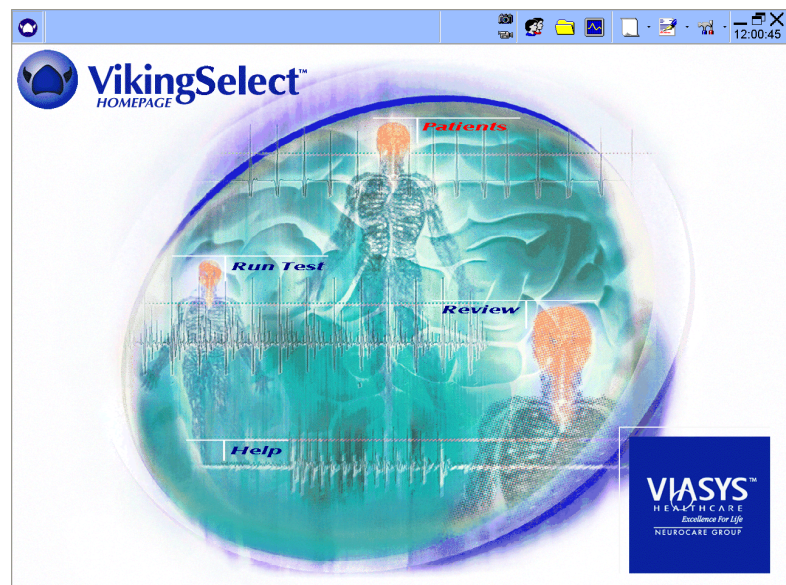 12:00:45
VikingSelect™
HOMEPAGE
Patients
Run Test
Review
Help
VIASYS™
HEALTHCARE
Excellence For Life
NEUROCARE GROUP